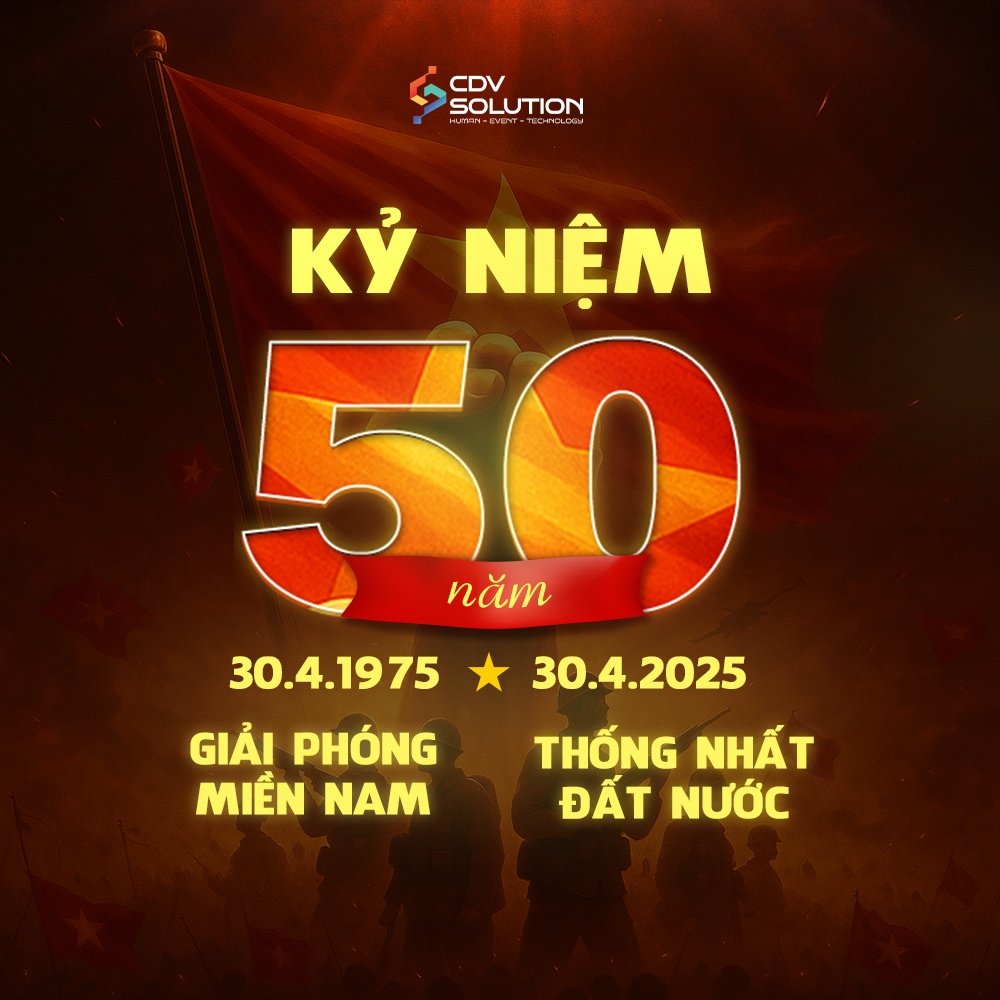 CDV
SOLUTION
HUMAN - EVENT - TECHNOLOGY
KỶ NIỆM
50
năm
30.4.1975 ★ 30.4.2025
GIẢI PHÓNG
MIỀN NAM
THỐNG NHẤT
ĐẤT NƯỚC